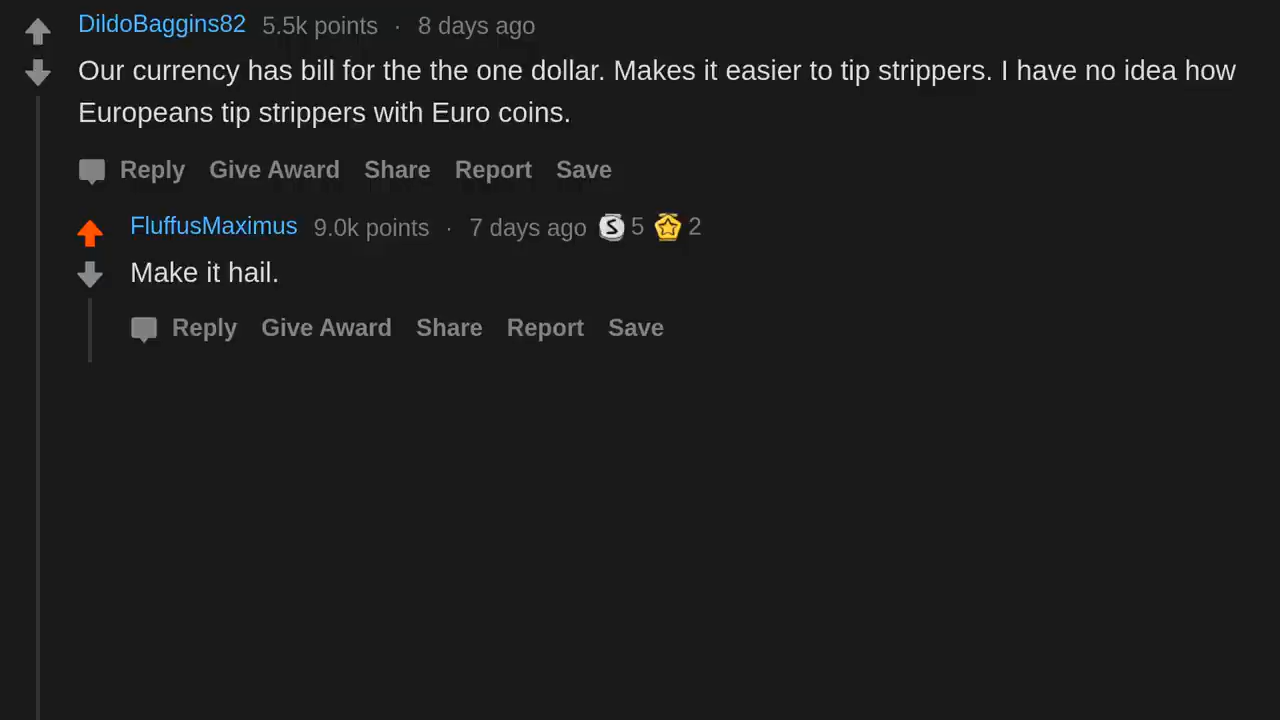 DildoBaggins82 5.5k points · 8 days ago
Our currency has bill for the the one dollar. Makes it easier to tip strippers. I have no idea how
Europeans tip strippers with Euro coins.
Reply Give Award Share Report Save
FluffusMaximus 9.0k points · 7 days ago S 5 2
Make it hail.
Reply Give Award Share Report Save